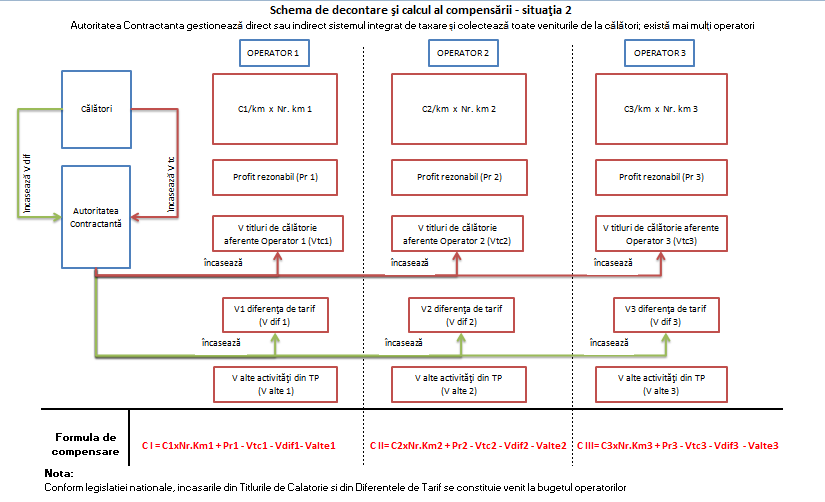 Schema de decontare şi calcul al compensării - situaţia 2
Autoritatea Contractanta gestionează direct sau indirect sistemul integrat de taxare şi colectează toate veniturile de la călători; există mai mulţi operatori
OPERATOR 1
OPERATOR 2
OPERATOR 3
Călători
C1/km x Nr. km 1
C2/km x Nr. km 2
C3/km x Nr. km 3
încasează V dif
încasează V tc
Profit rezonabil (Pr 1)
Profit rezonabil (Pr 2)
Profit rezonabil (Pr 3)
Autoritatea
Contractantă
V titluri de călătorie
aferente Operator 1 (Vtc1)
V titluri de călătorie
aferente Operator 2 (Vtc2)
V titluri de călătorie aferente
Operator 3 (Vtc3)
încasează
încasează
încasează
V1 diferenţa de tarif
(V dif 1)
V2 diferenţa de tarif
(V dif 2)
V3 diferenţa de tarif
(V dif 3)
încasează
încasează
încasează
V alte activităţi din TP
(V alte 1)
V alte activităţi din TP
(V alte 2)
V alte activităţi din TP
(V alte 3)
Formula de
compensare
C I = C1xNr.Km1 + Pr1 - Vtc1 - Vdif1- Valte1
C II= C2xNr.Km2 + Pr2 - Vtc2 - Vdif2 - Valte2
C III= C3xNr.Km3 + Pr3 - Vtc3 - Vdif3 - Valte3
Nota:
Conform legislatiei nationale, incasarile din Titlurile de Calatorie si din Diferentele de Tarif se constituie venit la bugetul operatorilor